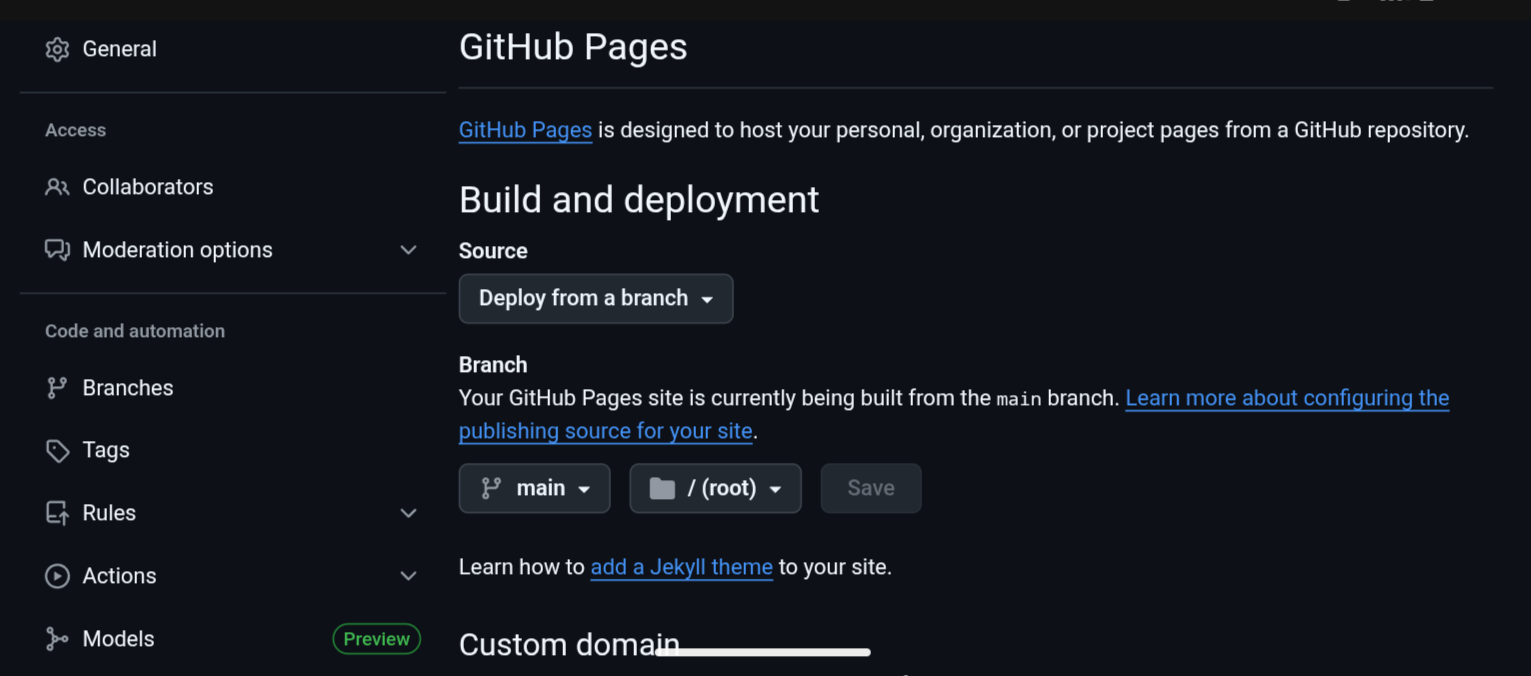 General
Access
Collaborators
Moderation options
Code and automation
Branches
Tags
Rules
Actions
Models
Preview
GitHub Pages
GitHub Pages is designed to host your personal, organization, or project pages from a GitHub repository.
Build and deployment
Source
Deploy from a branch
Branch
Your GitHub Pages site is currently being built from the main branch. Learn more about configuring the
publishing source for your site.
main
/ (root)
Save
Learn how to add a Jekyll theme to your site.
Custom domain